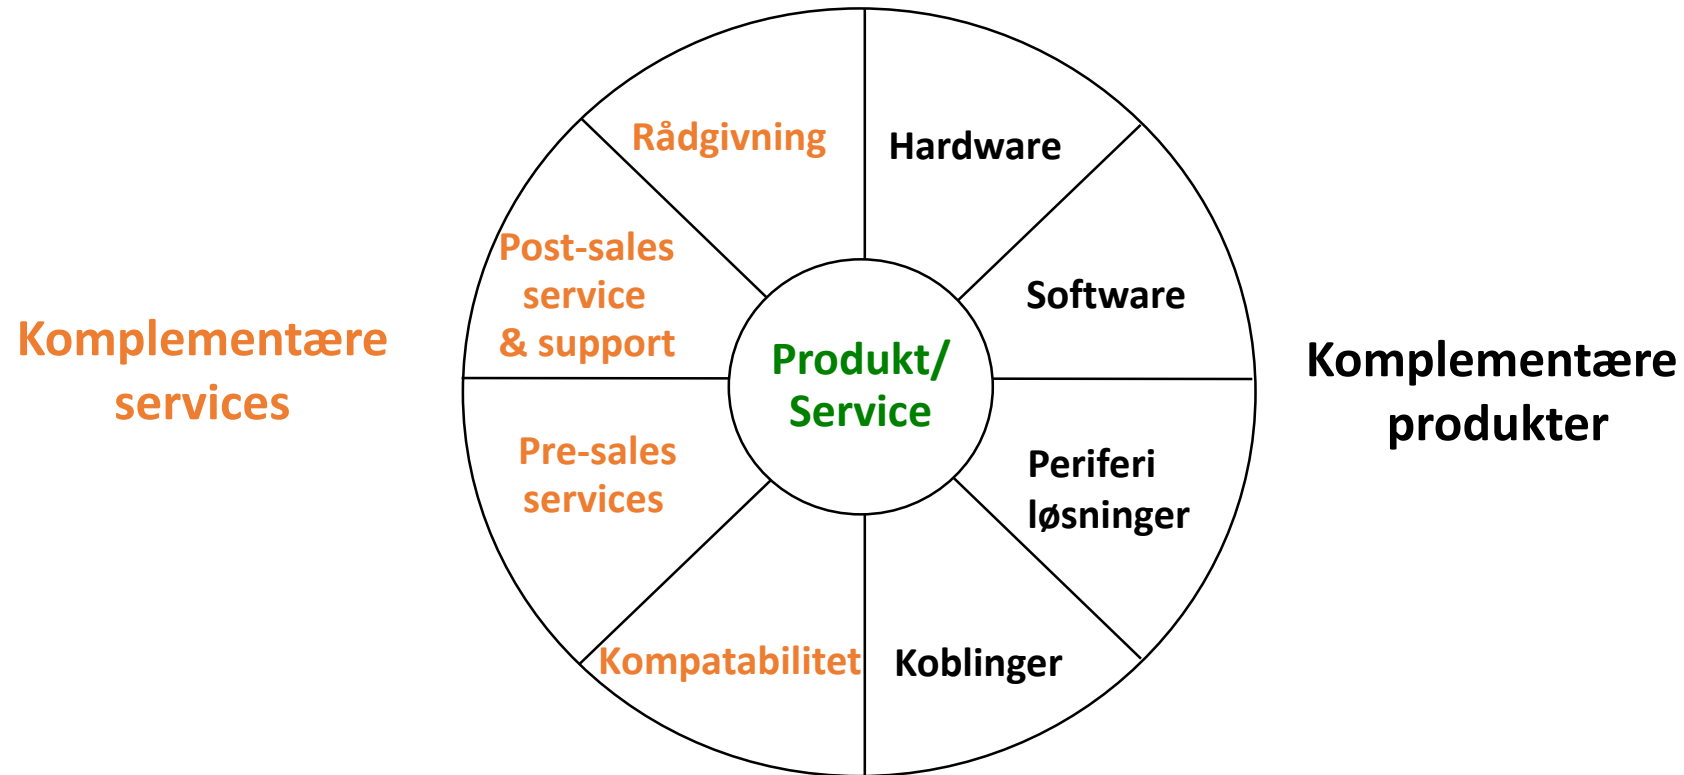 Rådgivning
Hardware
Post-sales
service
& support
Software
Komplementære
services
Produkt/
Service
Komplementære
produkter
Pre-sales
services
Periferi
løsninger
Kompatabilitet
Koblinger